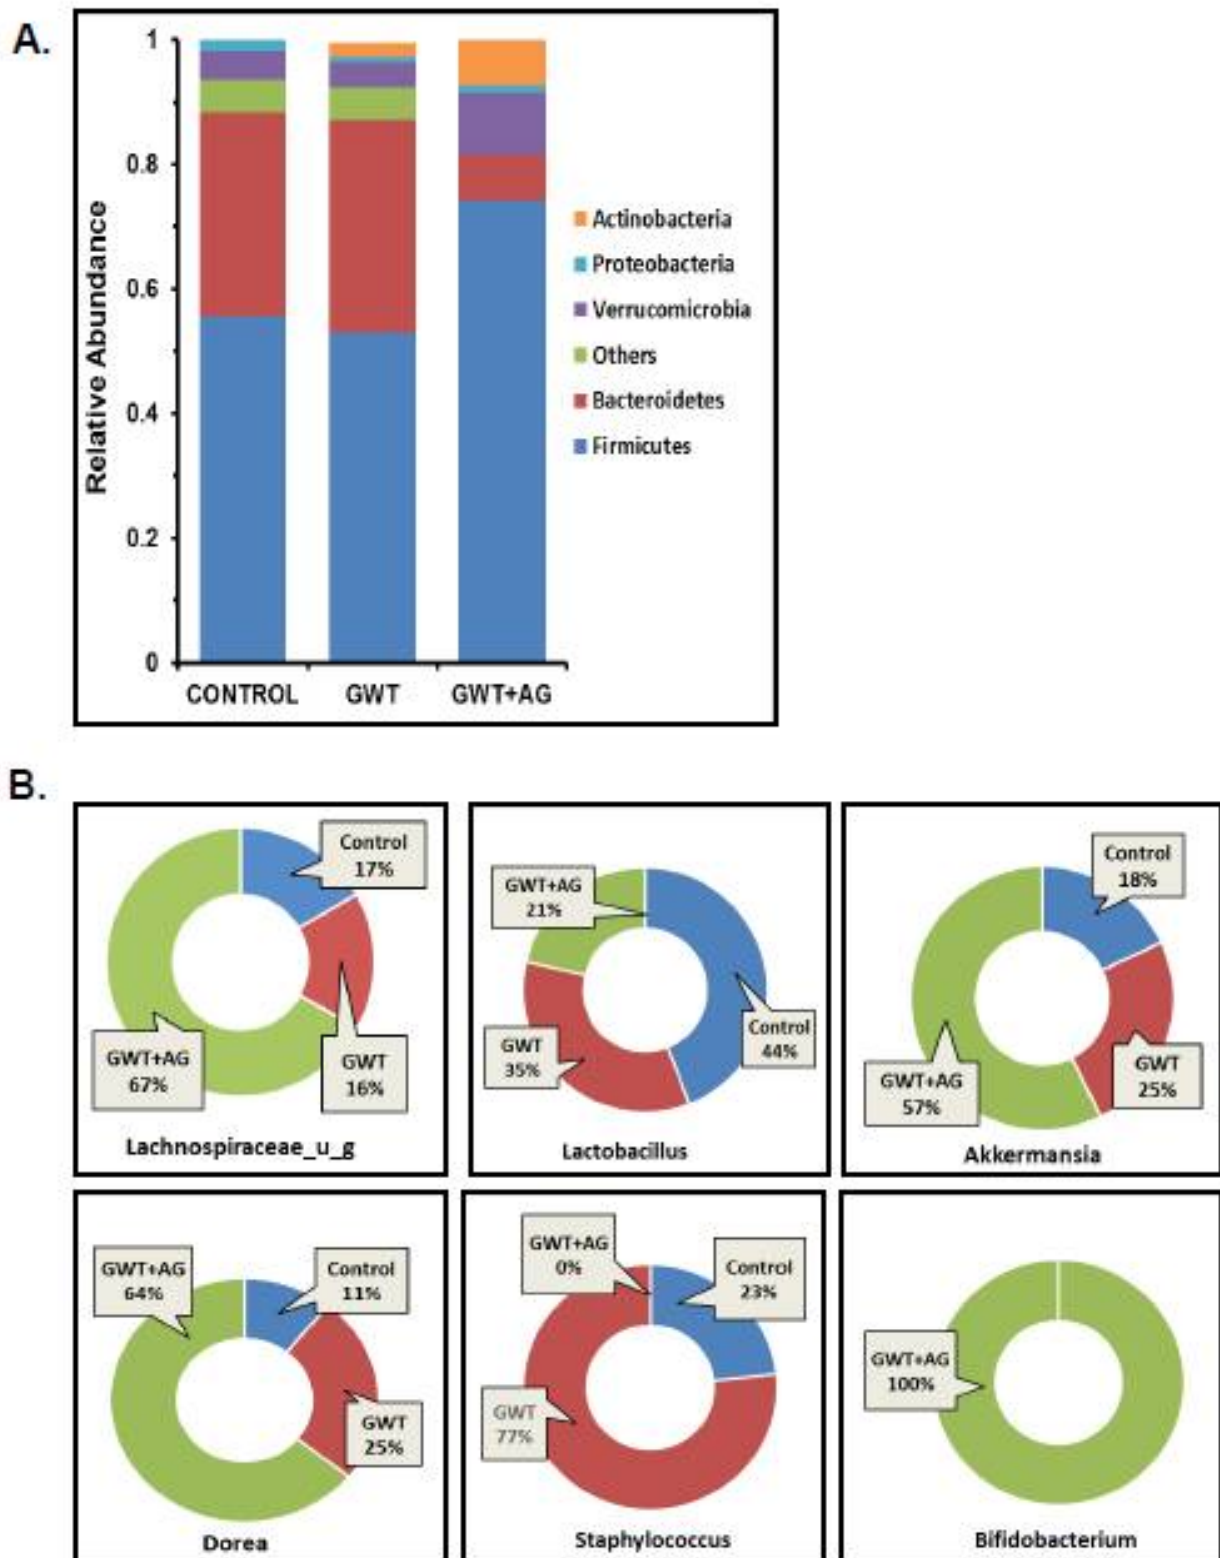 A.
1
0.8
0.6
0.4
0.2
0
Relative Abundance
CONTROL
GWT
GWT+AG
Actinobacteria
Proteobacteria
Verrucomicrobia
Others
Bacteroidetes
Firmicutes
B.
Control
17%
GWT+AG
67%
GWT
16%
Lachnospiraceae_u_g
GWT+AG
21%
GWT
35%
Control
44%
Lactobacillus
Control
18%
GWT+AG
57%
GWT
25%
Akkermansia
GWT+AG
64%
Control
11%
GWT
25%
Dorea
GWT+AG
0%
Control
23%
GWT
77%
Staphylococcus
GWT+AG
100%
Bifidobacterium